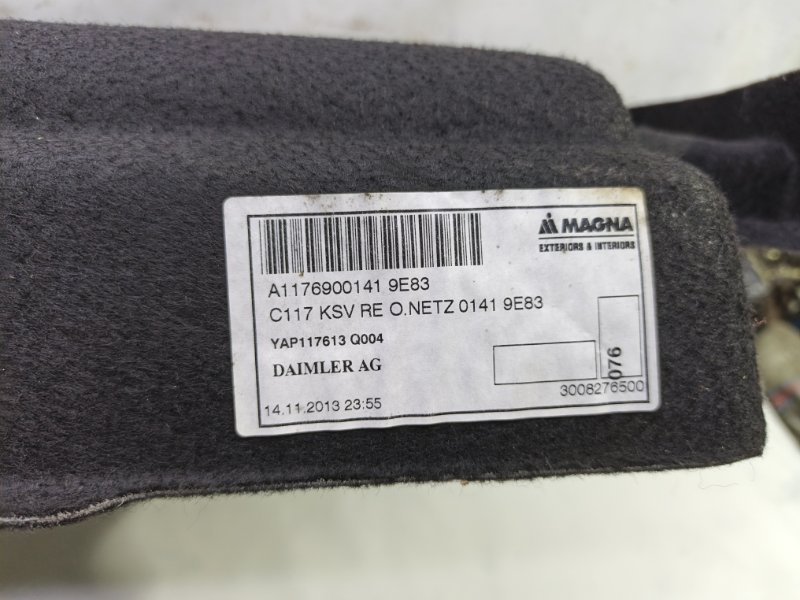 MAGNA
EXTERIORS & INTERIORS
A1176900141 9E83
C117 KSV RE O.NETZ 0141 9E83
YAP117613 Q004
DAIMLER AG
076
3008276500
14.11.2013 23:55